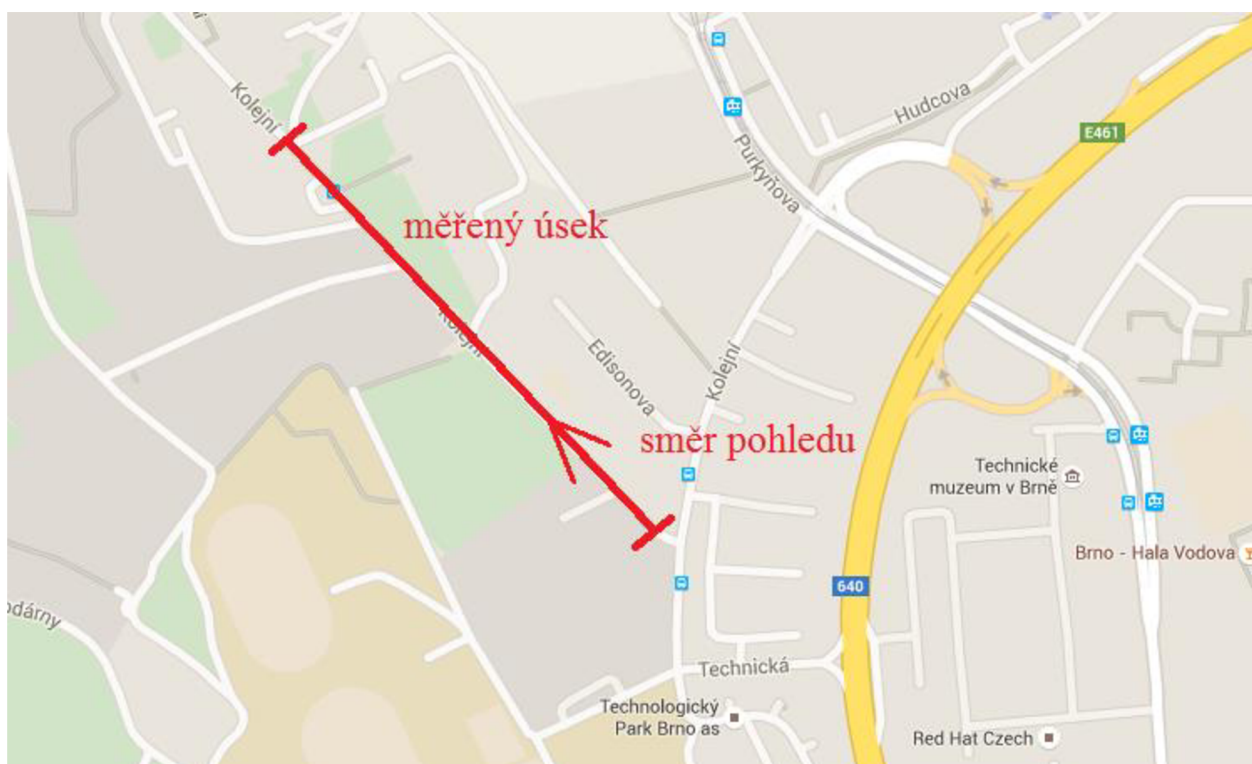 Kolejní
Hudcova
E461
Purkyňova
měřený úsek
Kolejní
Edisonova
Kolejní
směr pohledu
Technické
muzeum v Brně
Brno - Hala Vodova
640
odárny
Technická
Technologický
Park Brno as
Red Hat Czech